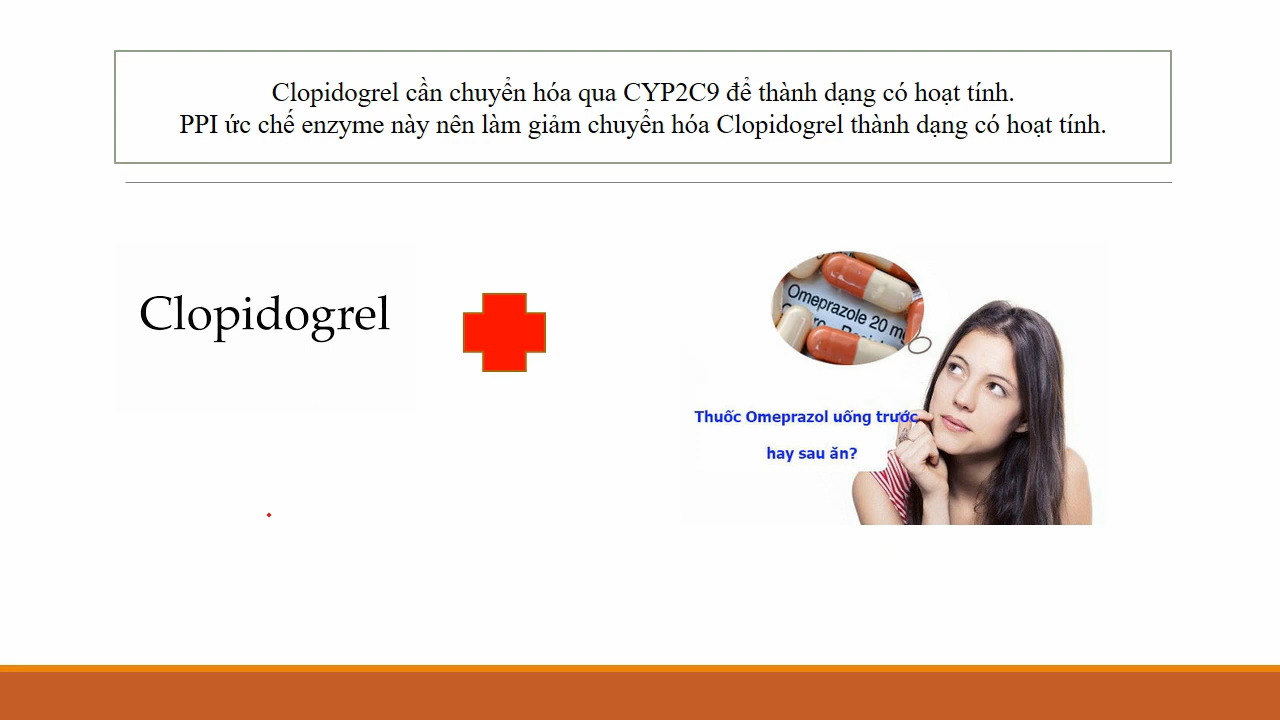 Clopidogrel cần chuyển hóa qua CYP2C9 để thành dạng có hoạt tính.
PPI ức chế enzyme này nên làm giảm chuyển hóa Clopidogrel thành dạng có hoạt tính.
Clopidogrel
Omeprazole 20 m
Thuốc Omeprazol uống trước
hay sau ăn?